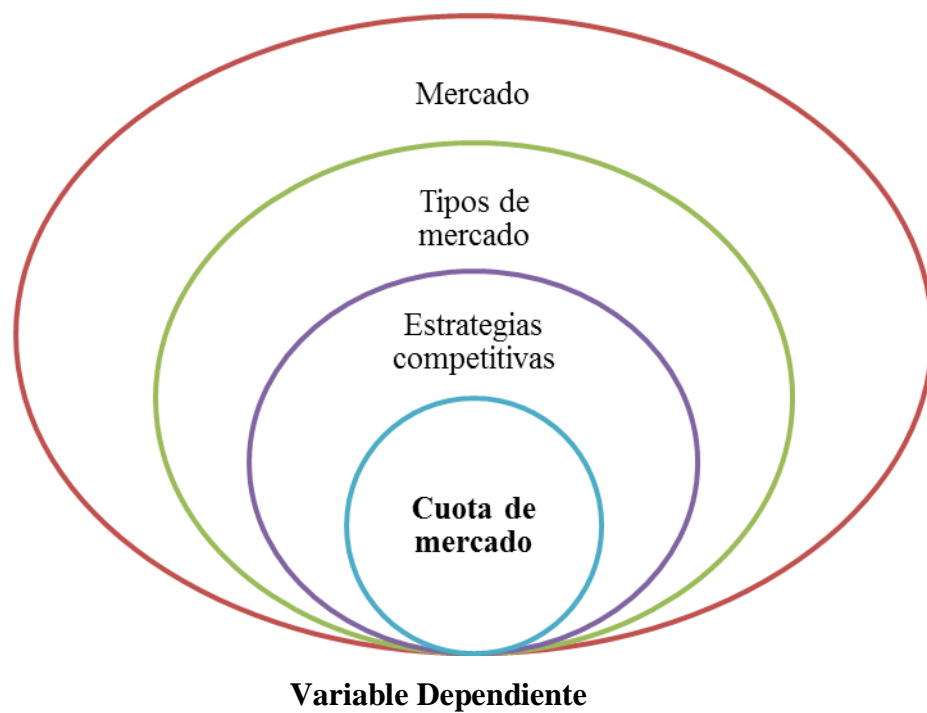 Mercado
Tipos de
mercado
Estrategias
competitivas
Cuota de
mercado
Variable Dependiente